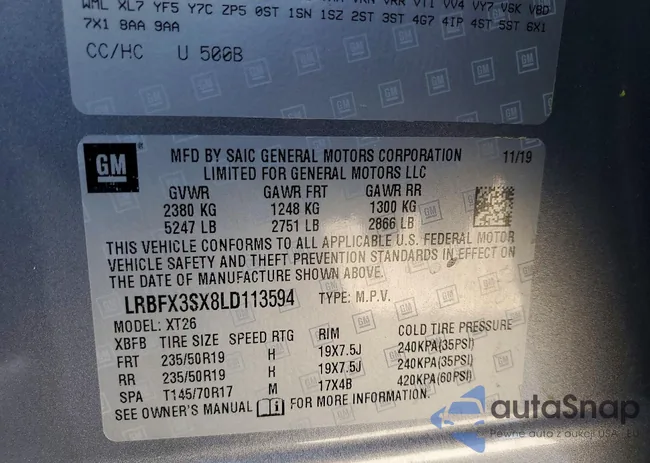 WML XL7 YF5 Y7C ZP5 0ST 1SN 1SZ 2ST 3ST 4G7 4IP 4ST 5ST 6X1
7X1 8AA 9AA
CC/HC U 500B
GM
MFD BY SAIC GENERAL MOTORS CORPORATION
LIMITED FOR GENERAL MOTORS LLC
11/19
GVWR GAWR FRT GAWR RR
2380 KG 1248 KG 1300 KG
5247 LB 2751 LB 2866 LB
THIS VEHICLE CONFORMS TO ALL APPLICABLE U.S. FEDERAL MOTOR
VEHICLE SAFETY AND THEFT PREVENTION STANDARDS IN EFFECT ON
THE DATE OF MANUFACTURE SHOWN ABOVE.
LRBFX3SX8LD113594 TYPE: M.P.V.
MODEL: XT26
XBFB TIRE SIZE SPEED RTG RIM COLD TIRE PRESSURE
FRT 235/50R19 H 19X7.5J 240KPA(35PSI)
RR 235/50R19 H 19X7.5J 240KPA(35PSI)
SPA T145/70R17 M 17X4B 420KPA(60PSI)
SEE OWNER'S MANUAL FOR MORE INFORMATION
autoSnap
Pewne auto z aukcji USA/EU